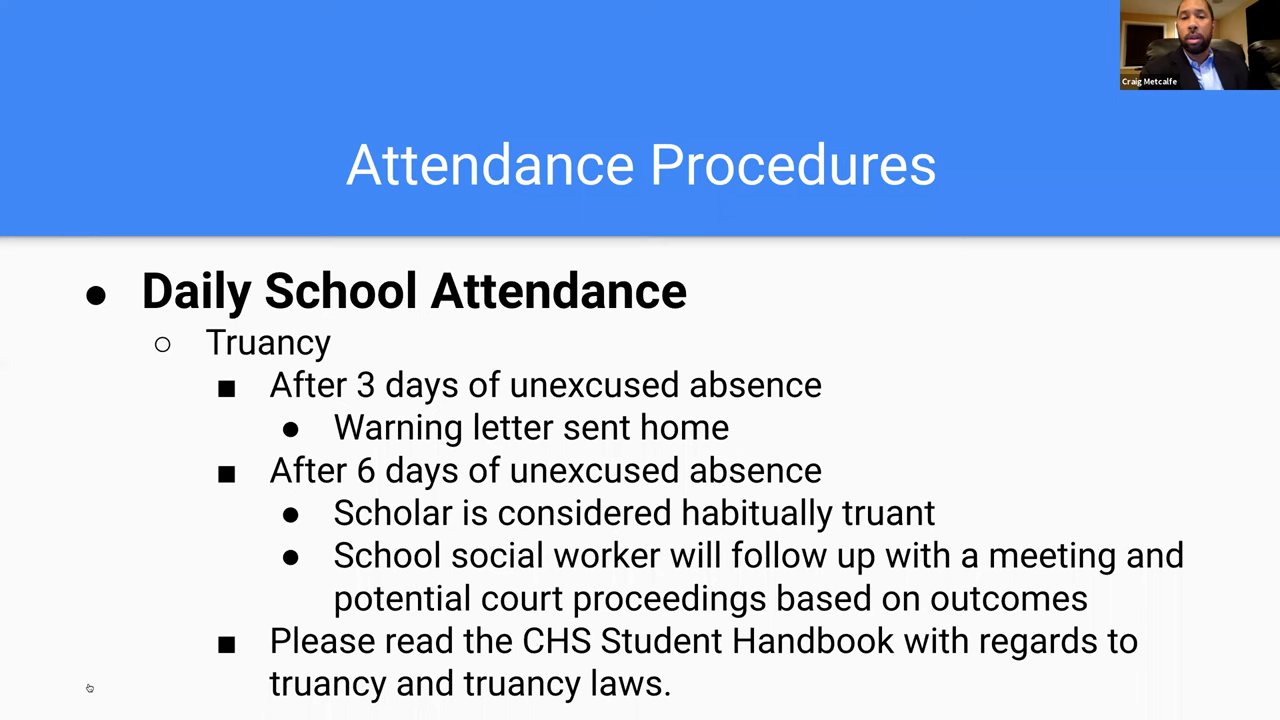 Craig Metcalfe
Attendance Procedures
● Daily School Attendance
○ Truancy
■ After 3 days of unexcused absence
● Warning letter sent home
■ After 6 days of unexcused absence
● Scholar is considered habitually truant
● School social worker will follow up with a meeting and
potential court proceedings based on outcomes
■ Please read the CHS Student Handbook with regards to
truancy and truancy laws.